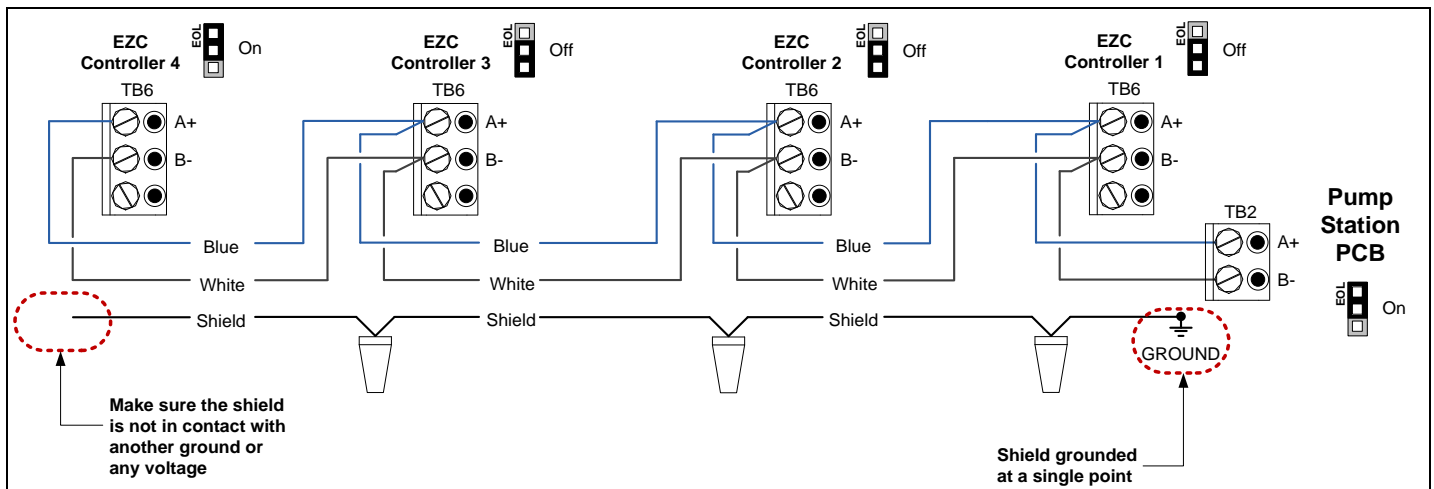 EZC
Controller 4
EOL
On
TB6
A+
B-
EZC
Controller 3
EOL
Off
TB6
A+
B-
EZC
Controller 2
EOL
Off
TB6
A+
B-
EZC
Controller 1
EOL
Off
TB6
A+
B-
TB2
A+
B-
Pump
Station
PCB
EOL
On
Blue
Blue
Blue
White
White
White
Shield
Shield
Shield
GROUND
Make sure the shield
is not in contact with
another ground or
any voltage
Shield grounded
at a single point